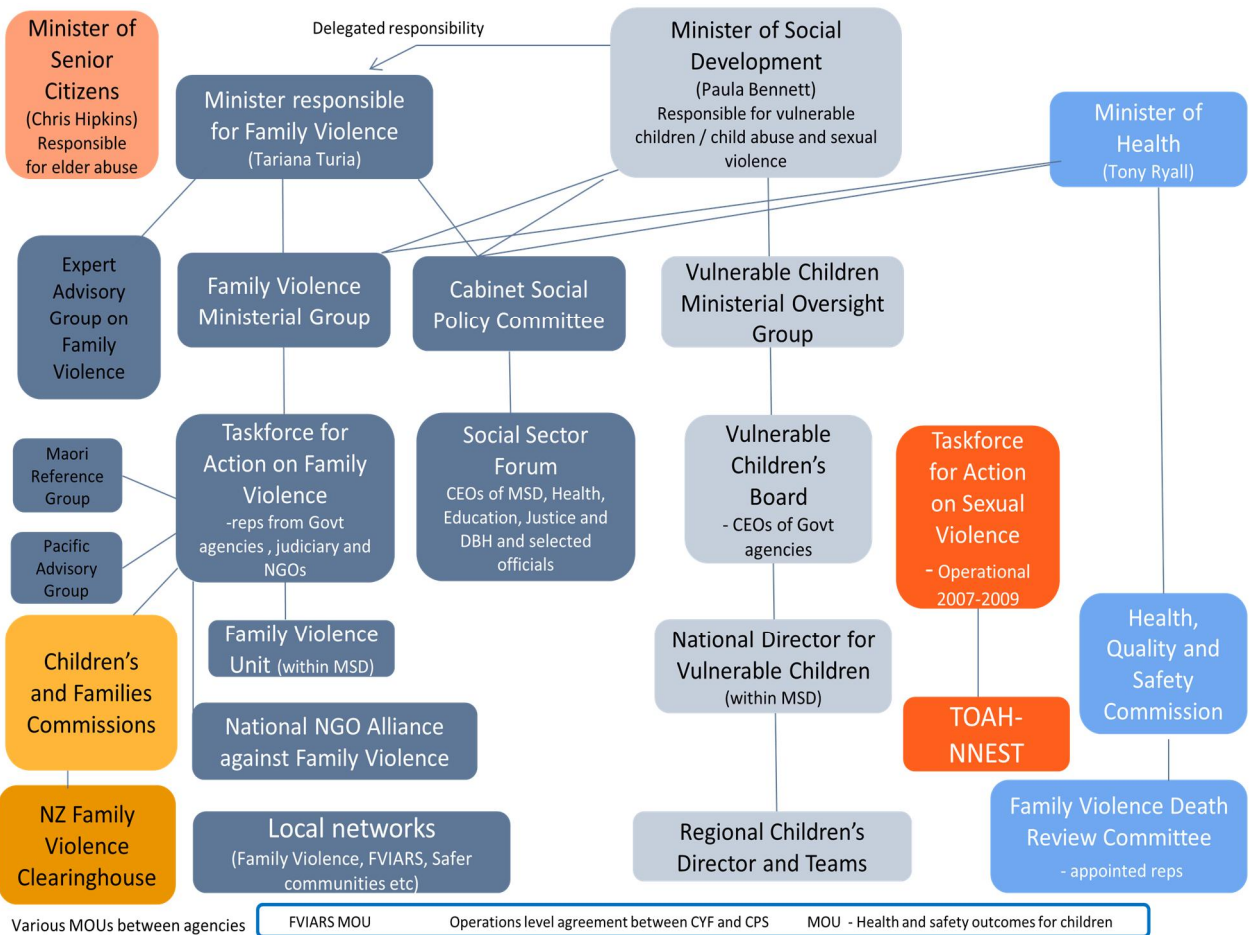 Minister of
Senior
Citizens
(Chris Hipkins)
Responsible
for elder abuse
Delegated responsibility
Minister responsible
for Family Violence
(Tariana Turia)
Minister of Social
Development
(Paula Bennett)
Responsible for vulnerable
children / child abuse and sexual
violence
Minister of
Health
(Tony Ryall)
Expert
Advisory
Group on
Family
Violence
Family Violence
Ministerial Group
Cabinet Social
Policy Committee
Vulnerable Children
Ministerial Oversight
Group
Maori
Reference
Group
Pacific
Advisory
Group
Taskforce for
Action on Family
Violence
-reps from Govt
agencies , judiciary and
NGOs
Social Sector
Forum
CEOs of MSD, Health,
Education, Justice and
DBH and selected
officials
Vulnerable
Children’s
Board
- CEOs of Govt
agencies
Taskforce
for Action
on Sexual
Violence
- Operational
2007-2009
Children’s
and Families
Commissions
Family Violence
Unit (within MSD)
National Director for
Vulnerable Children
(within MSD)
Health,
Quality and
Safety
Commission
National NGO Alliance
against Family Violence
TOAH-
NNEST
NZ Family
Violence
Clearinghouse
Local networks
(Family Violence, FVIARS, Safer
communities etc)
Regional Children’s
Director and Teams
Family Violence Death
Review Committee
- appointed reps
Various MOUs between agencies
FVIARS MOU
Operations level agreement between CYF and CPS
MOU - Health and safety outcomes for children